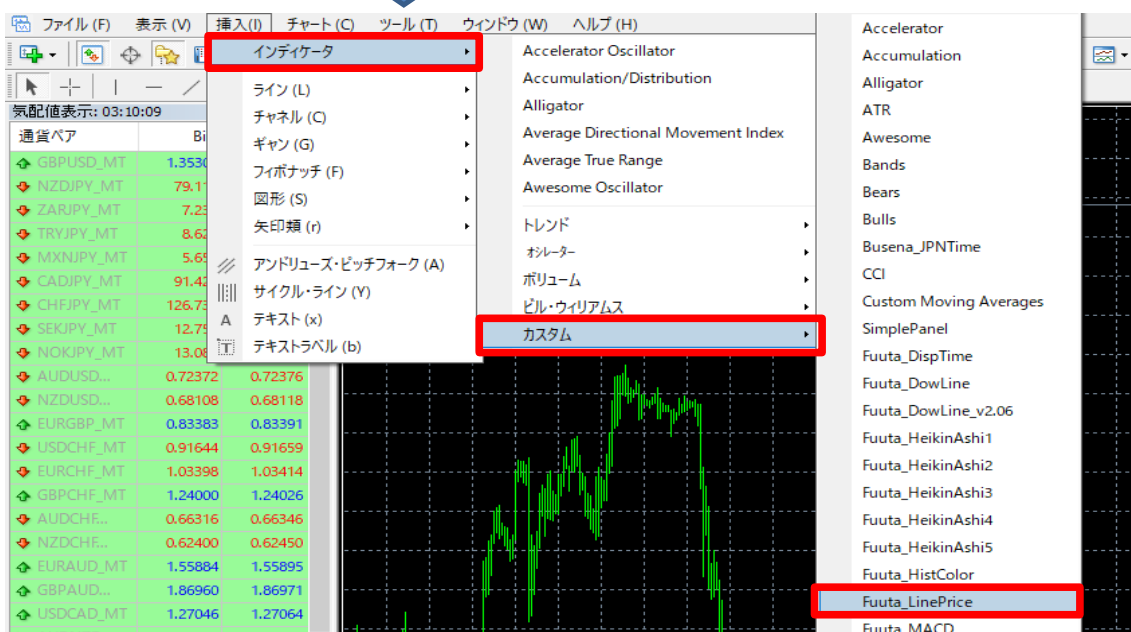 ファイル (F) 表示 (V) 挿入(I) チャート (C) ツール (T) ウィンドウ (W) ヘルプ (H)
気配値表示: 03:10:09
通貨ペア Bi
GBPUSD_MT 1.3530
NZDJPY_MT 79.11
ZARJPY_MT 7.23
TRYJPY_MT 8.62
MXNJPY_MT 5.65
CADJPY_MT 91.42
CHFJPY_MT 126.73
SEKJPY_MT 12.75
NOKJPY_MT 13.08
AUDUSD... 0.72372 0.72376
NZDUSD... 0.68108 0.68118
EURGBP_MT 0.83383 0.83391
USDCHF_MT 0.91644 0.91659
EURCHF_MT 1.03398 1.03414
GBPCHF_MT 1.24000 1.24026
AUDCHF... 0.66316 0.66346
NZDCHF... 0.62400 0.62450
EURAUD_MT 1.55884 1.55895
GBPAUD... 1.86960 1.86971
USDCAD_MT 1.27046 1.27064
インディケータ
ライン (L)
チャネル (C)
ギャン (G)
フィボナッチ (F)
図形 (S)
矢印類 (r)
アンドリューズ・ピッチフォーク (A)
サイクル・ライン (Y)
テキスト (x)
テキストラベル (b)
Accelerator Oscillator
Accumulation/Distribution
Alligator
Average Directional Movement Index
Average True Range
Awesome Oscillator
トレンド
オシレーター
ボリューム
ビル・ウィリアムス
カスタム
Accelerator
Accumulation
Alligator
ATR
Awesome
Bands
Bears
Bulls
Busena_JPNTime
CCI
Custom Moving Averages
SimplePanel
Fuuta_DispTime
Fuuta_DowLine
Fuuta_DowLine_v2.06
Fuuta_HeikinAshi1
Fuuta_HeikinAshi2
Fuuta_HeikinAshi3
Fuuta_HeikinAshi4
Fuuta_HeikinAshi5
Fuuta_HistColor
Fuuta_LinePrice
Fuuta_MACD